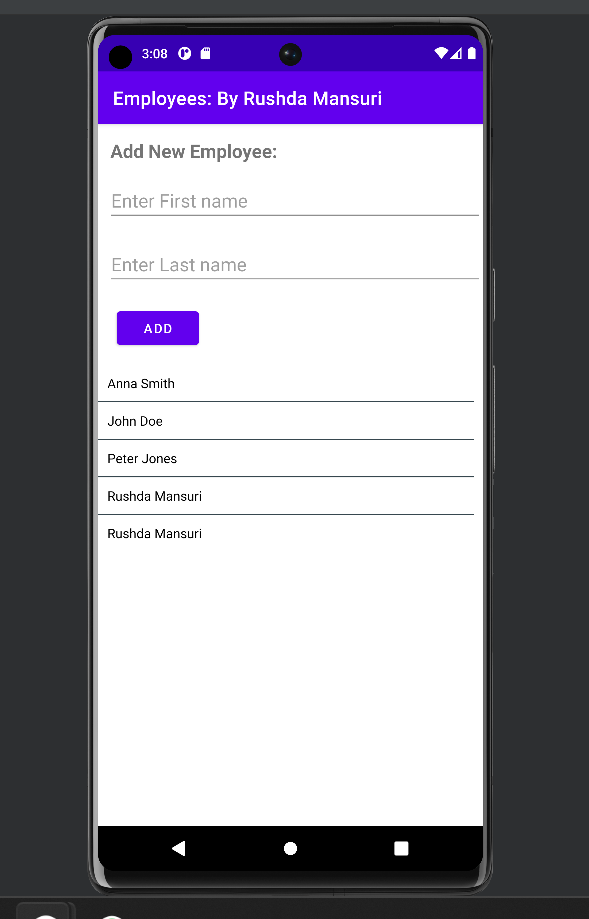 3:08
Employees: By Rushda Mansuri
Add New Employee:
Enter First name
Enter Last name
ADD
Anna Smith
John Doe
Peter Jones
Rushda Mansuri
Rushda Mansuri